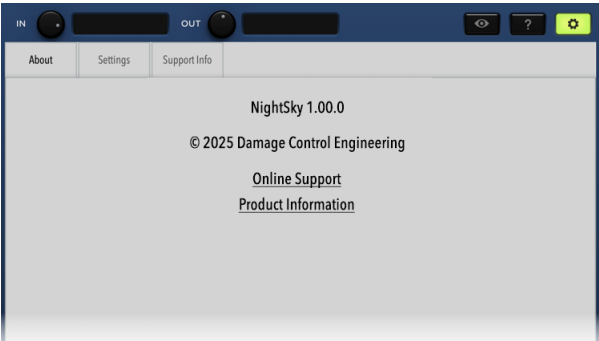 IN OUT ?
About Settings Support Info
NightSky 1.00.0
© 2025 Damage Control Engineering
Online Support
Product Information